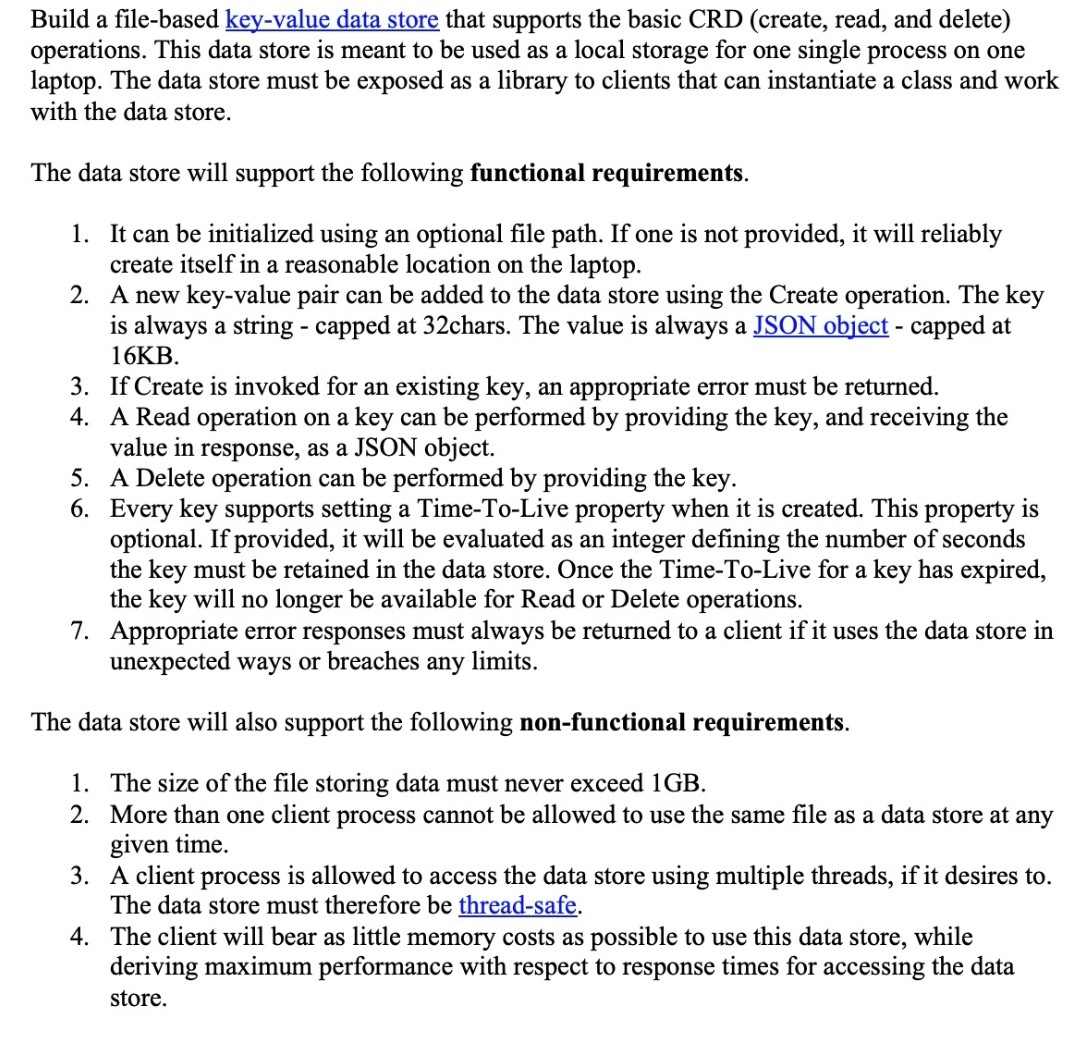 Build a file-based key-value data store that supports the basic CRD (create, read, and delete)
operations. This data store is meant to be used as a local storage for one single process on one
laptop. The data store must be exposed as a library to clients that can instantiate a class and work
with the data store.
The data store will support the following functional requirements.
1. It can be initialized using an optional file path. If one is not provided, it will reliably
create itself in a reasonable location on the laptop.
2. A new key-value pair can be added to the data store using the Create operation. The key
is always a string - capped at 32chars. The value is always a JSON object - capped at
16KB.
3. If Create is invoked for an existing key, an appropriate error must be returned.
4. A Read operation on a key can be performed by providing the key, and receiving the
value in response, as a JSON object.
5. A Delete operation can be performed by providing the key.
6. Every key supports setting a Time-To-Live property when it is created. This property is
optional. If provided, it will be evaluated as an integer defining the number of seconds
the key must be retained in the data store. Once the Time-To-Live for a key has expired,
the key will no longer be available for Read or Delete operations.
7. Appropriate error responses must always be returned to a client if it uses the data store in
unexpected ways or breaches any limits.
The data store will also support the following non-functional requirements.
1. The size of the file storing data must never exceed 1GB.
2. More than one client process cannot be allowed to use the same file as a data store at any
given time.
3. A client process is allowed to access the data store using multiple threads, if it desires to.
The data store must therefore be thread-safe.
4. The client will bear as little memory costs as possible to use this data store, while
deriving maximum performance with respect to response times for accessing the data
store.